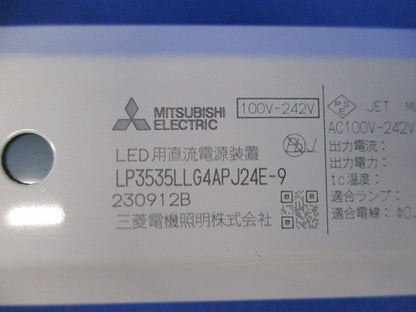 MITSUBISHI
ELECTRIC
100V-242V
LED用直流電源装置
LP3535LLG4APJ24E-9
230912B
三菱電機照明株式会社
PSE JET
AC100V-242V
出力電流:
出力電力:
tc温度:
適合ランプ:
適合電線: